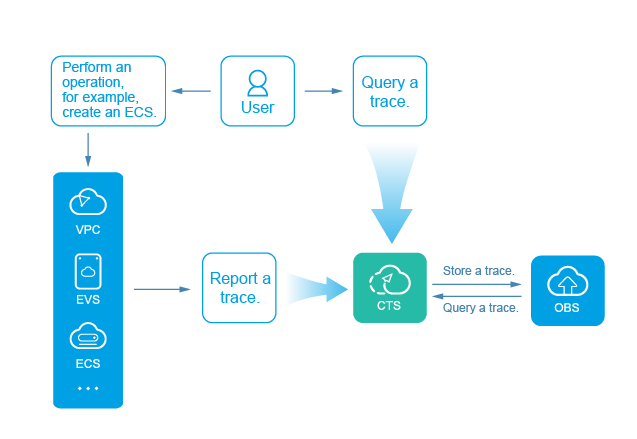 Perform an
operation,
for example,
create an ECS.
User
Query a
trace.
VPC
EVS
ECS
Report a
trace.
CTS
Store a trace.
Query a trace.
OBS